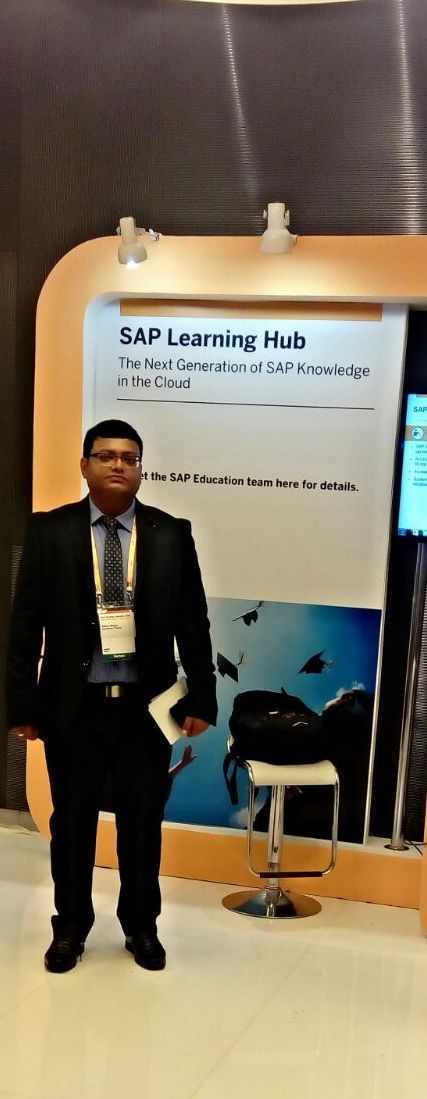 SAP Learning Hub
The Next Generation of SAP Knowledge
in the Cloud
et the SAP Education team here for details.
SAP